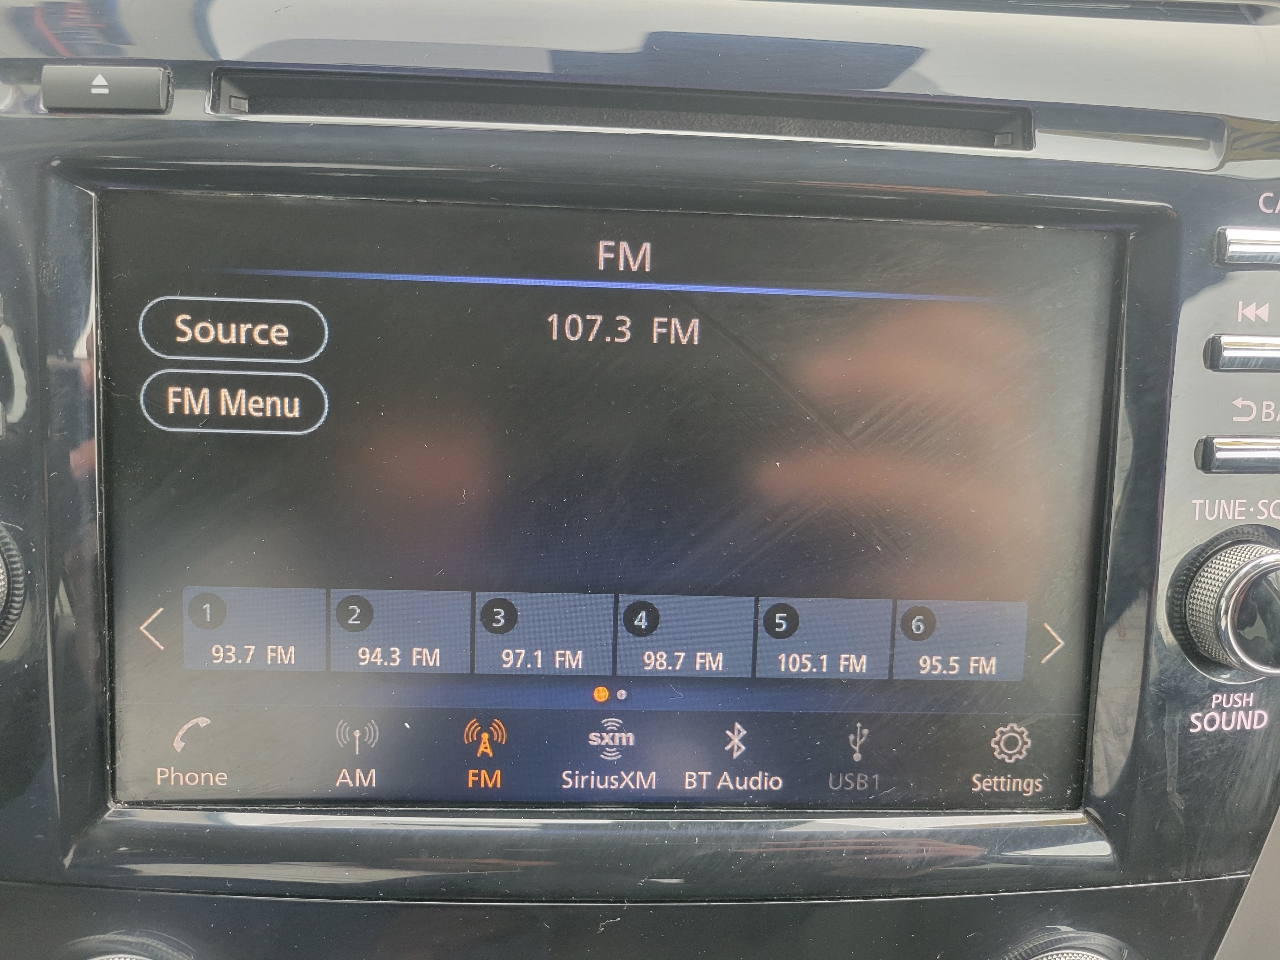 FM
Source
107.3 FM
FM Menu
1
2
3
4
5
6
93.7 FM
94.3 FM
97.1 FM
98.7 FM
105.1 FM
95.5 FM
sxm
Phone
AM
FM
SiriusXM
BT Audio
USB1
Settings
TUNE·SC
PUSH
SOUND
CA
BA